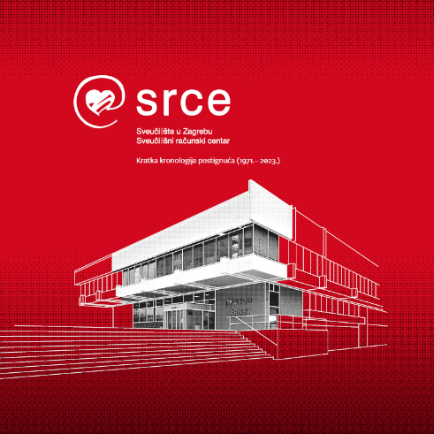 srce
Sveučilište u Zagrebu
Sveučilišni računski centar
Kratka kronologija postignuća (1971.– 2023.)